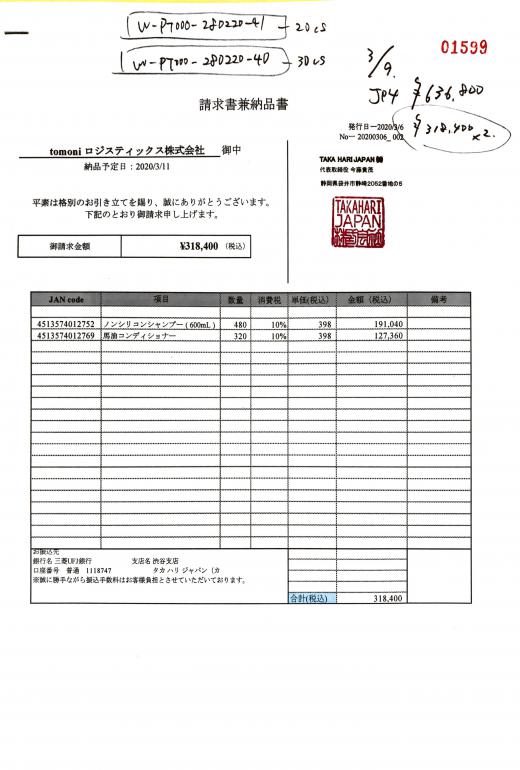 W-PT000-280220-41 — 20cs
W-PT000-280220-40 — 30cs
01599
3/9.
JP4 ¥636,800
¥318,400 x2.
請求書兼納品書
発行日—2020/3/6
No— 20200306_002
tomoni ロジスティックス株式会社 御中
納品予定日：2020/3/11
TAKA HARI JAPAN ㈱
代表取締役 今藤貴茂
静岡県袋井市
2052番地の5
TAKAHARI
JAPAN
株式会社
平素は格別のお引き立てを賜り、誠にありがとうございます。
下記のとおり御請求申し上げます。
御請求金額 ¥318,400 （税込）
JAN code 項目 数量 消費税 単価(税込) 金額（税込） 備考
4513574012752 ノンシリコンシャンプー ( 600mL ) 480 10% 398 191,040
4513574012769 馬油コンディショナー 320 10% 398 127,360
お振込先
銀行名 三菱UFJ銀行 支店名 渋谷支店
口座番号 普通 1118747 タカハリ ジャパン（カ
※誠に勝手ながら振込手数料はお客様負担とさせていただいております。
合計(税込) 318,400